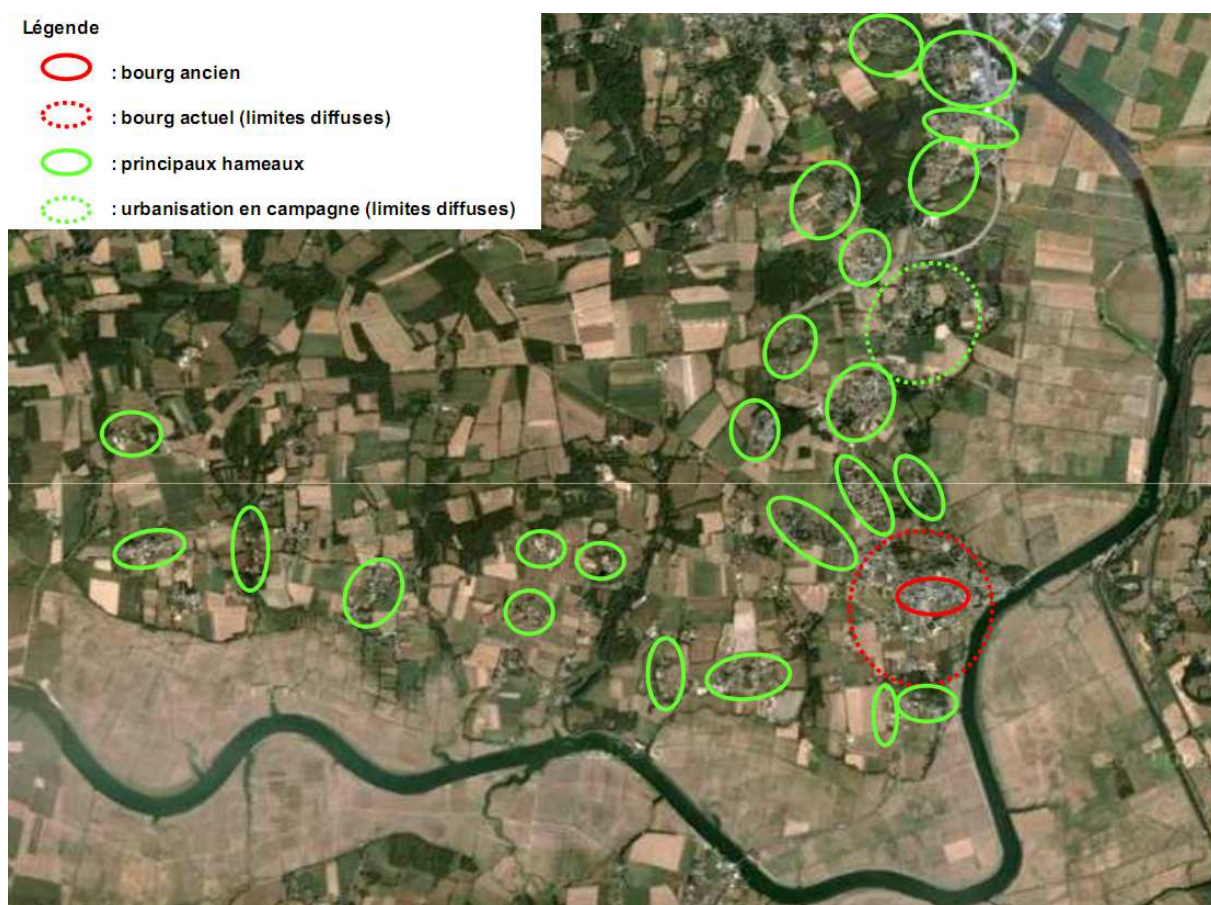 Légende
: bourg ancien
: bourg actuel (limites diffuses)
: principaux hameaux
: urbanisation en campagne (limites diffuses)